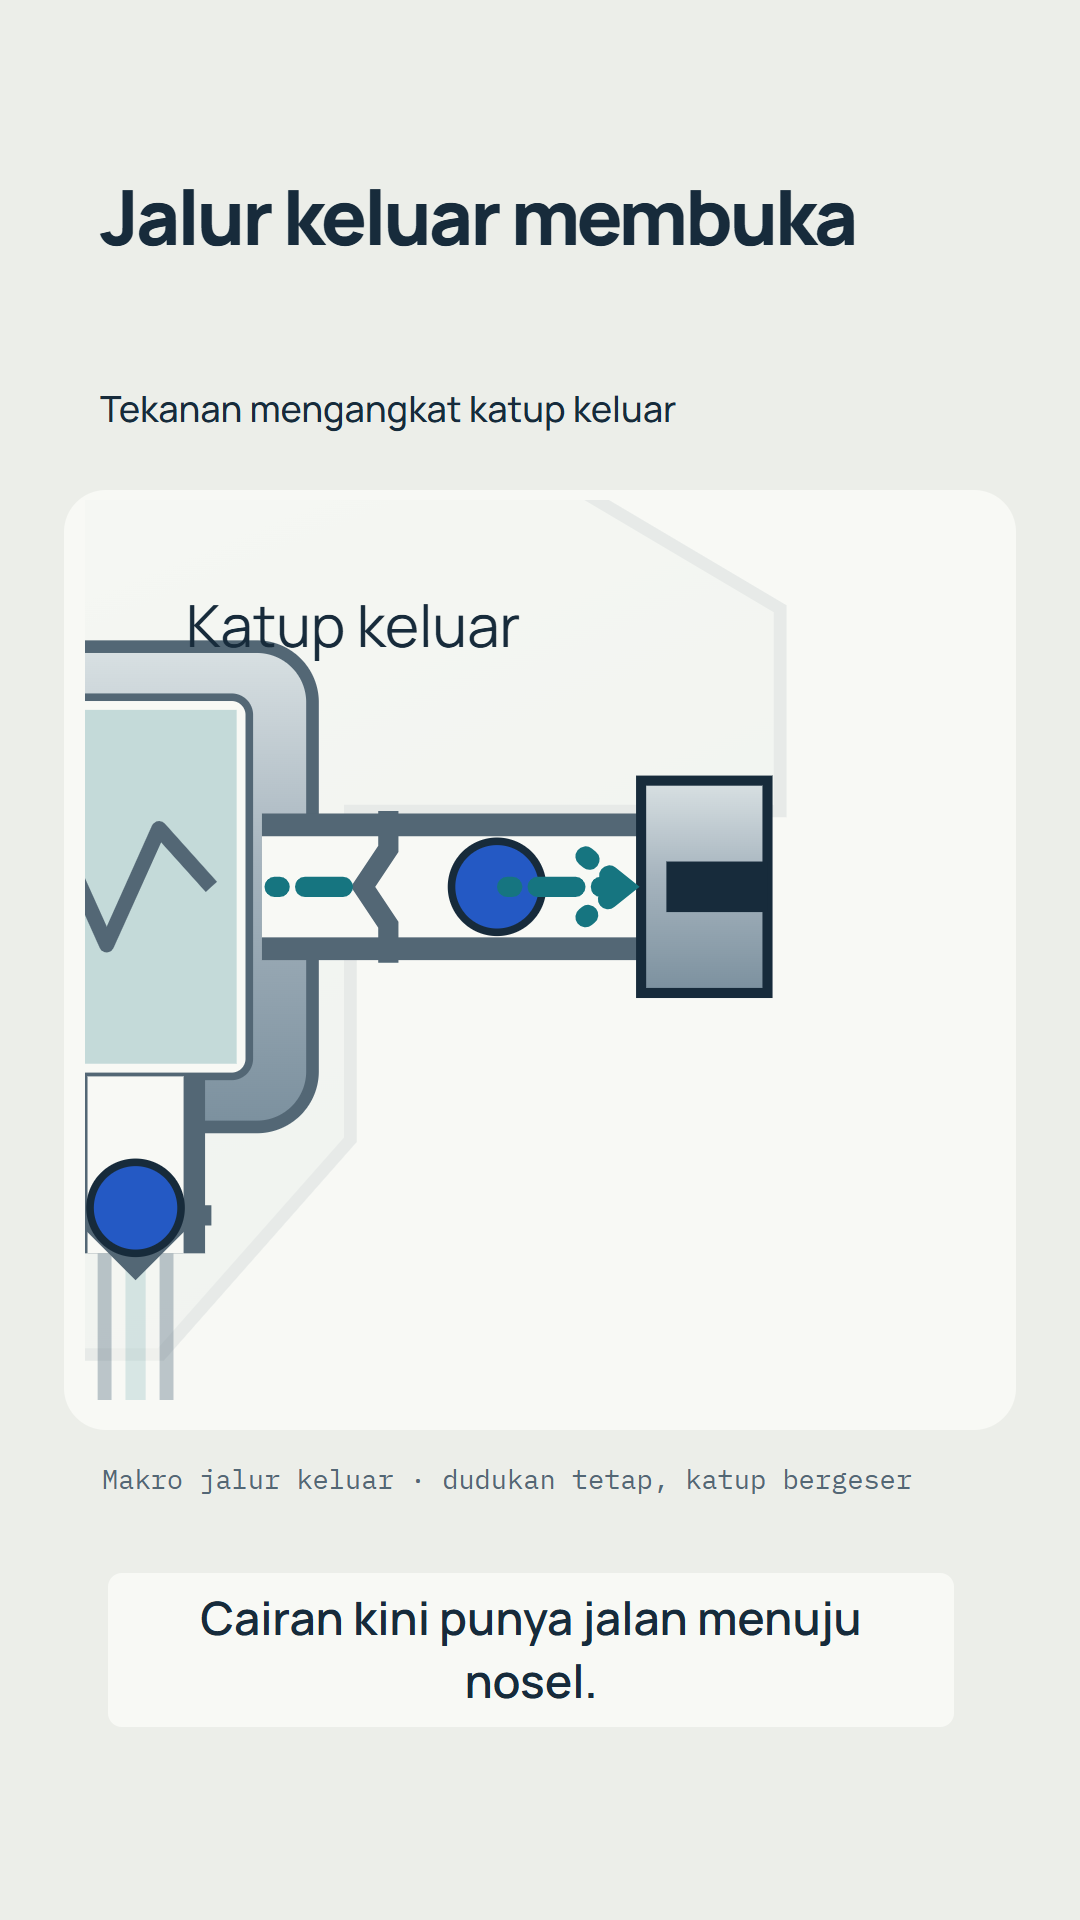 Jalur keluar membuka
Tekanan mengangkat katup keluar
Katup keluar
Makro jalur keluar · dudukan tetap, katup bergeser
Cairan kini punya jalan menuju
nosel.